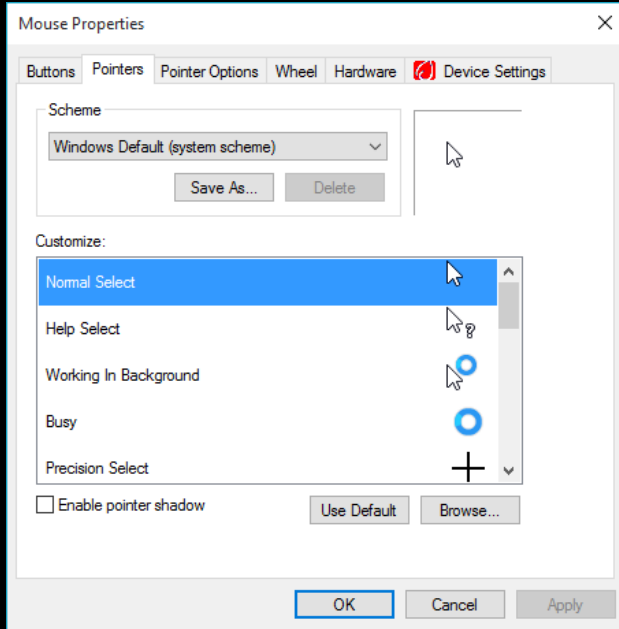 Mouse Properties
Buttons Pointers Pointer Options Wheel Hardware Device Settings
Scheme
Windows Default (system scheme)
Save As... Delete
Customize:
Normal Select
Help Select
Working In Background
Busy
Precision Select
Enable pointer shadow Use Default Browse...
OK Cancel Apply